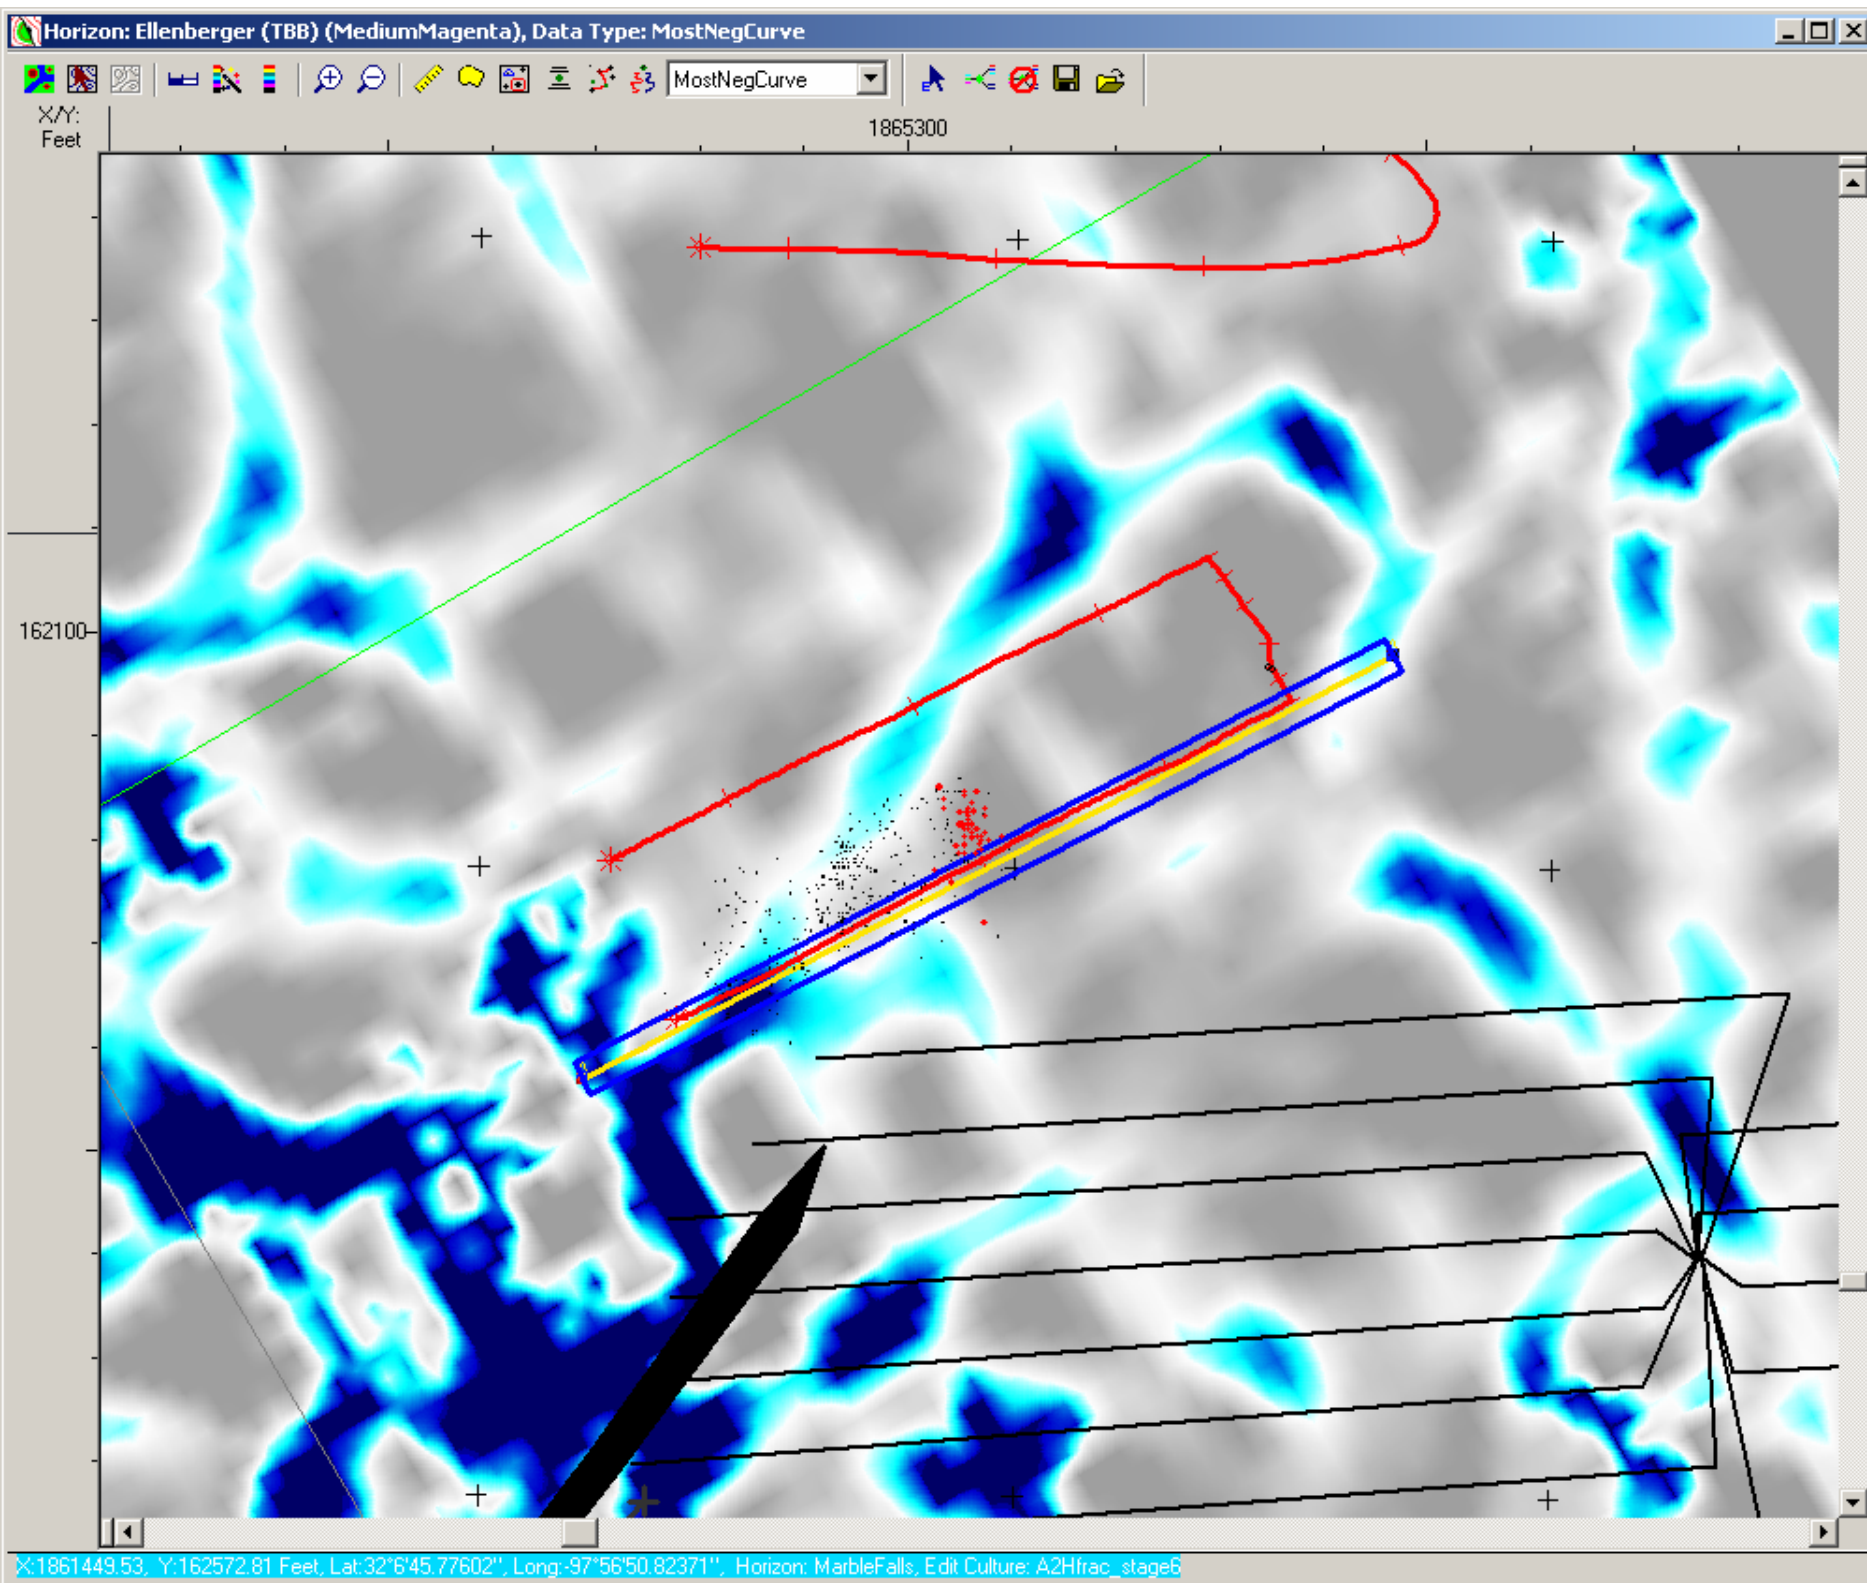 Horizon: Ellenberger (TBB) (MediumMagenta), Data Type: MostNegCurve
MostNegCurve
X/Y:
Feet
1865300
162100
X:1861449.53, Y:162572.81 Feet, Lat:32°6'45.77602", Long:-97°56'50.82371", Horizon: MarbleFalls, Edit Culture: A2Hfrac_stage6